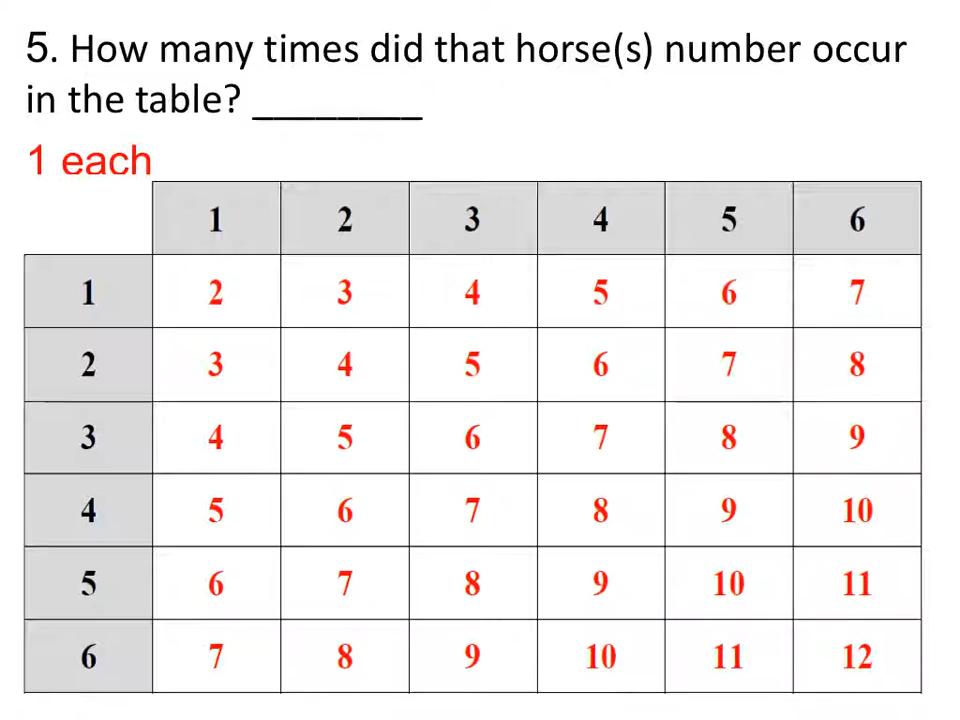 5. How many times did that horse(s) number occur
in the table? ________
1 each
1 2 3 4 5 6
1 2 3 4 5 6 7
2 3 4 5 6 7 8
3 4 5 6 7 8 9
4 5 6 7 8 9 10
5 6 7 8 9 10 11
6 7 8 9 10 11 12